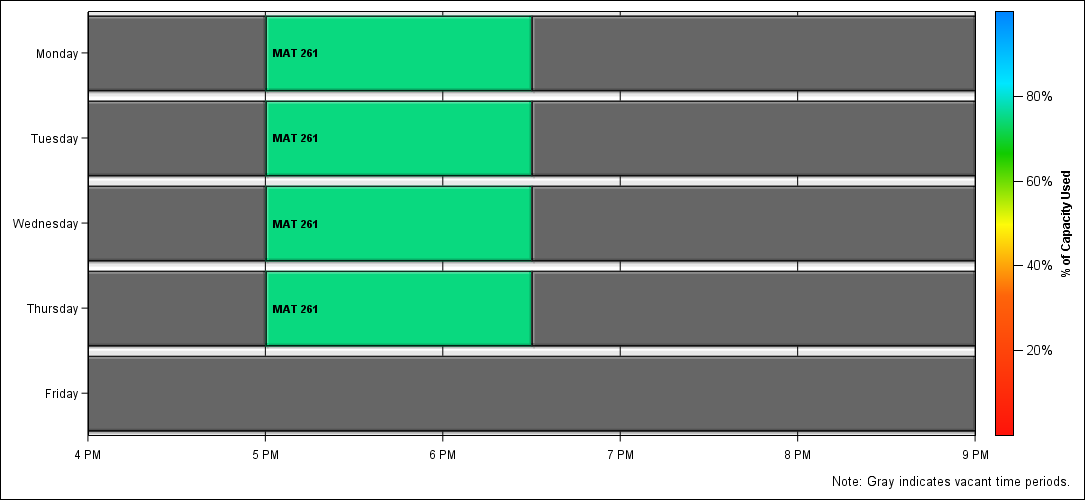 Monday
MAT 261
Tuesday
MAT 261
Wednesday
MAT 261
Thursday
MAT 261
Friday
4 PM 5 PM 6 PM 7 PM 8 PM 9 PM
80%
60%
40%
20%
% of Capacity Used
Note: Gray indicates vacant time periods.